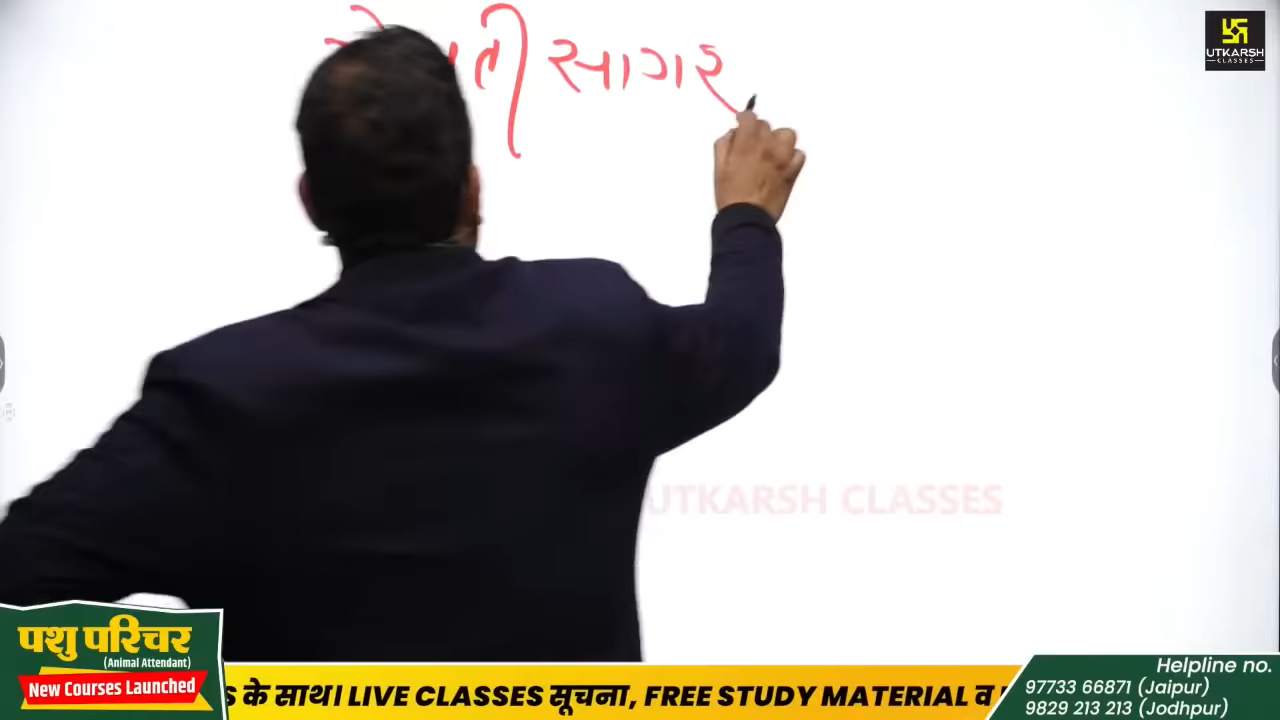 ती सागर
UTKARSH
CLASSES
UTKARSH CLASSES
पशु परिचर
(Animal Attendant)
New Courses Launched
के साथ। LIVE CLASSES सूचना, FREE STUDY MATERIAL व
Helpline no.
97733 66871 (Jaipur)
9829 213 213 (Jodhpur)